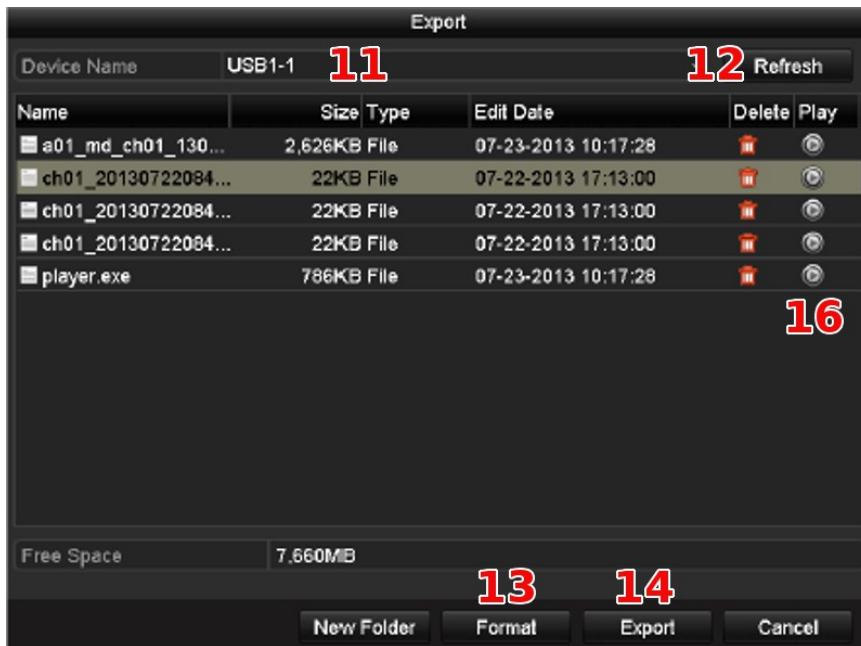 Export
Device Name USB1-1 11 12 Refresh
Name Size Type Edit Date Delete Play
a01_md_ch01_130... 2,626KB File 07-23-2013 10:17:28
ch01_20130722084... 22KB File 07-22-2013 17:13:00
ch01_20130722084... 22KB File 07-22-2013 17:13:00
ch01_20130722084... 22KB File 07-22-2013 17:13:00
player.exe 786KB File 07-23-2013 10:17:28
16
Free Space 7,660MB
13 14
New Folder Format Export Cancel